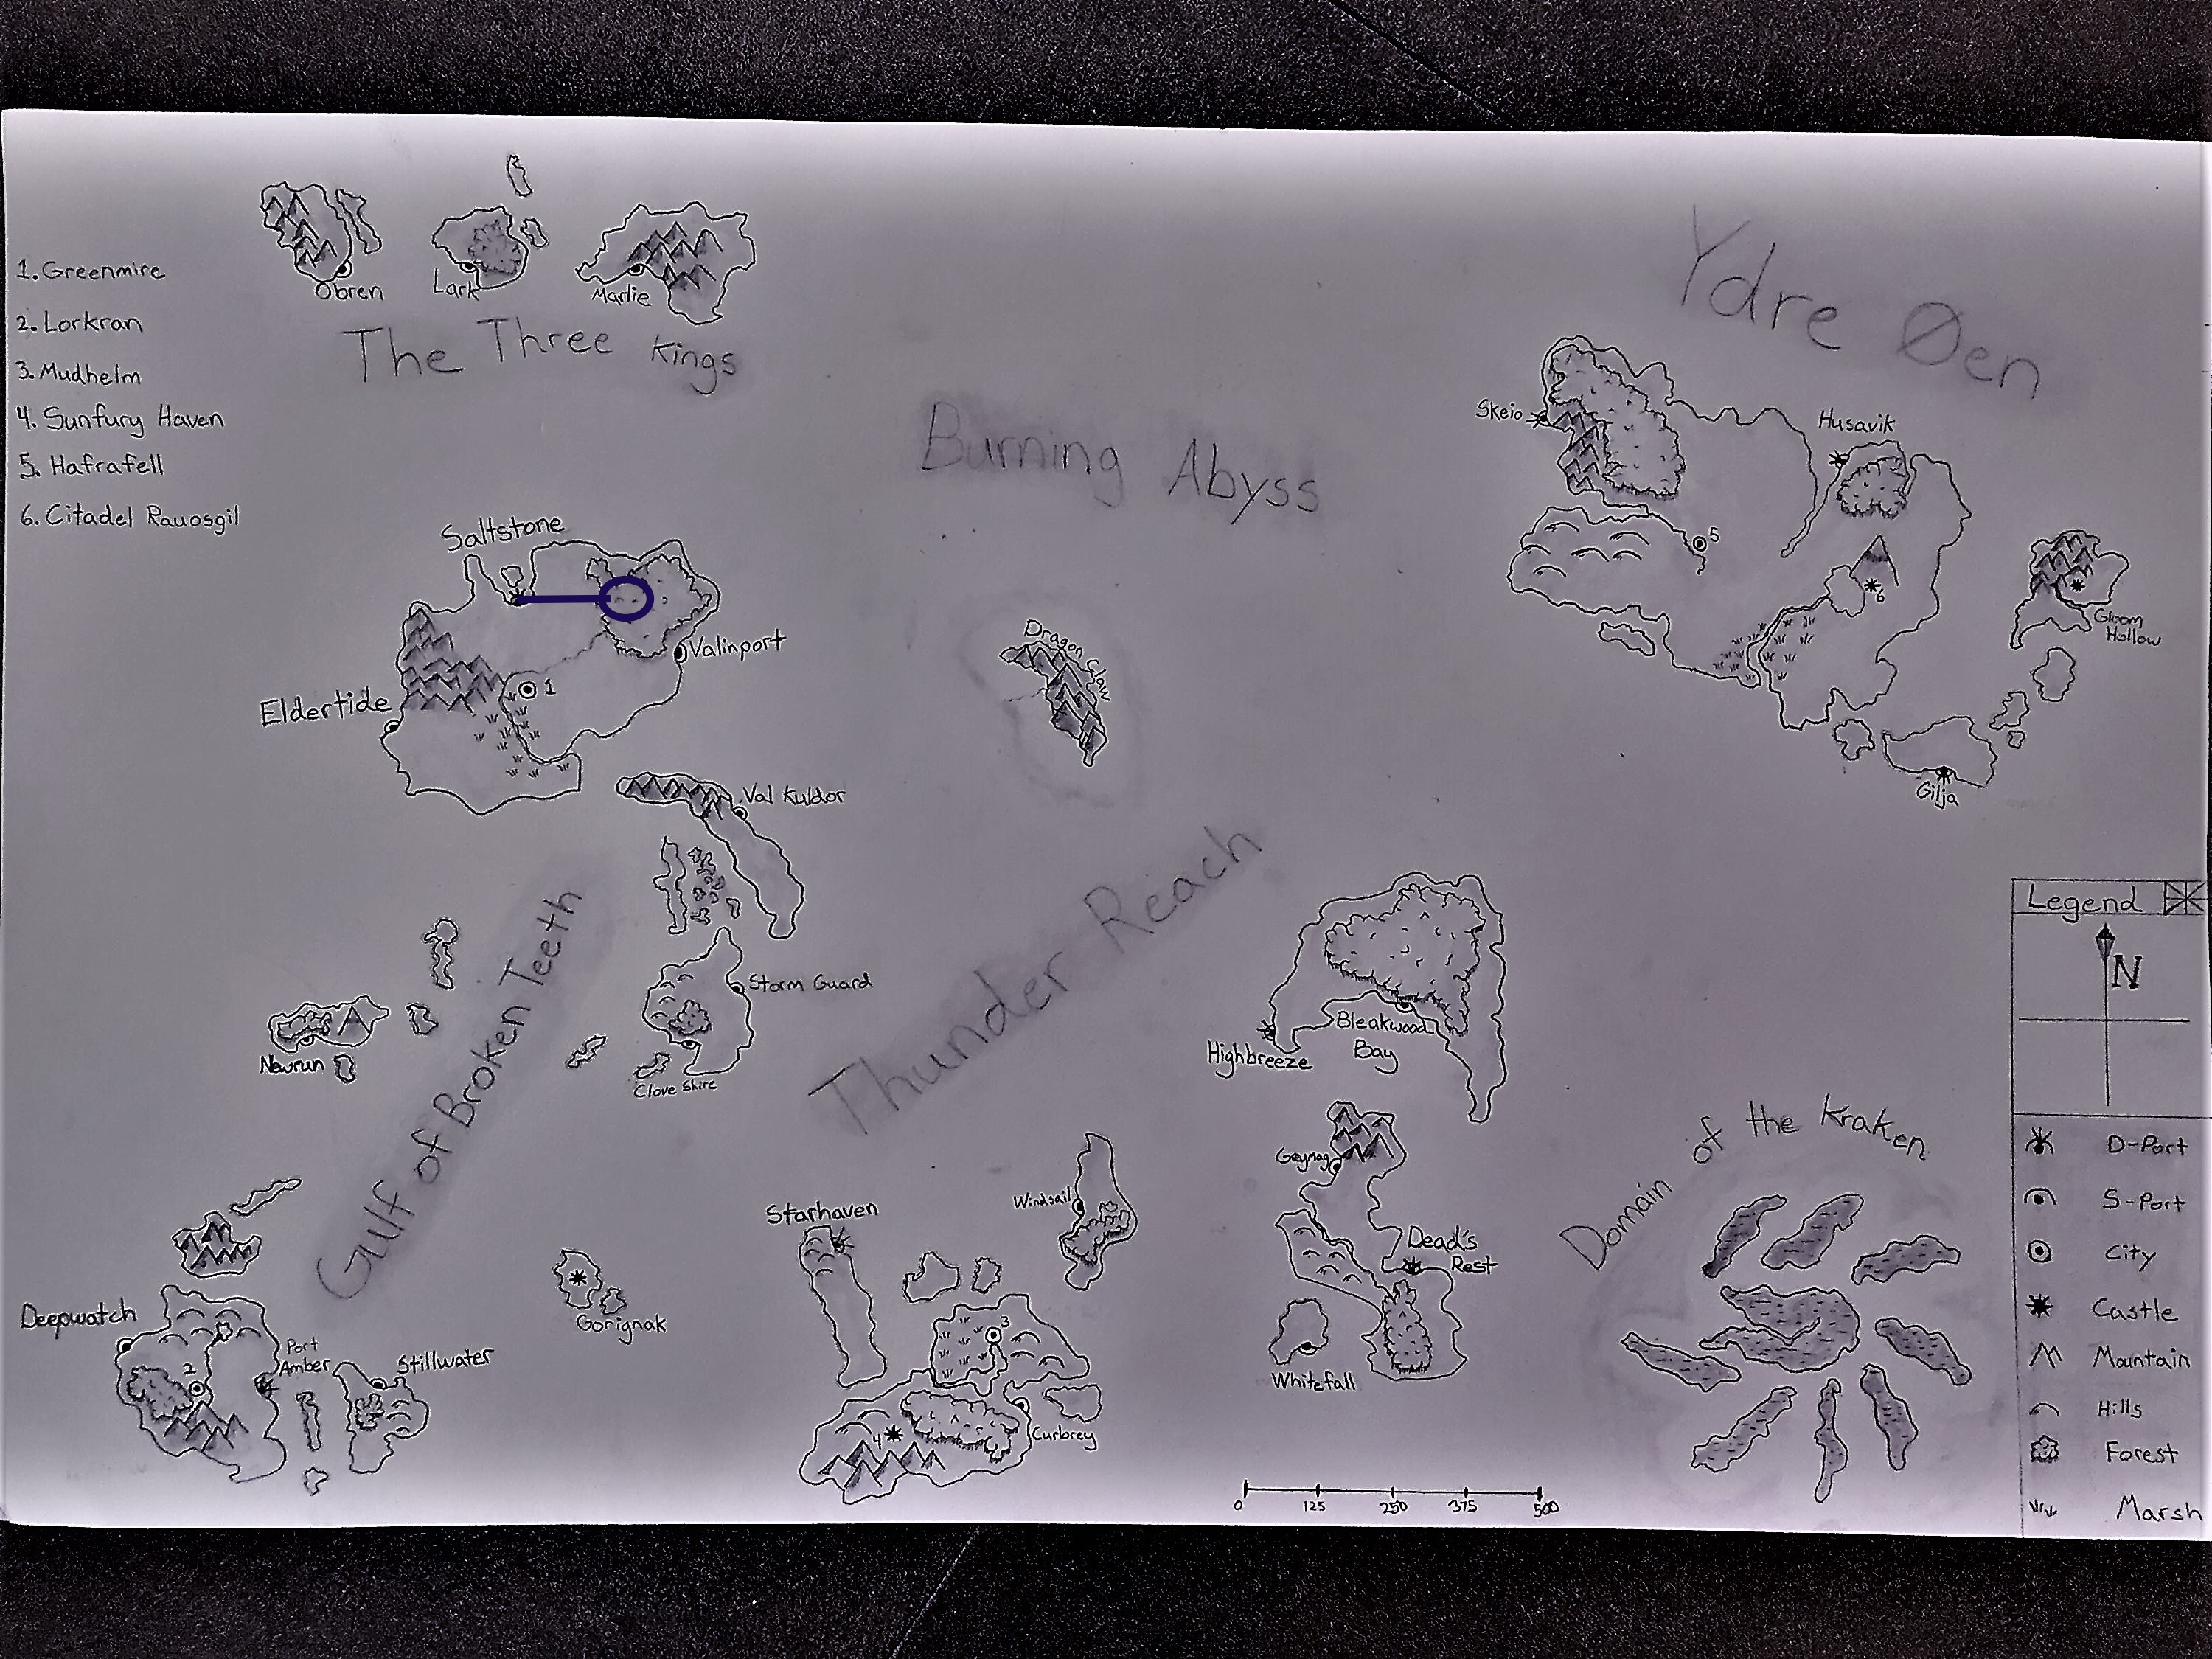 1. Greenmire
2. Lorkran
3. Mudhelm
4. Sunfury Haven
5. Hafrafell
6. Citadel Rauosgil
Obren
Lark
Marlie
The Three Kings
Ydre Øen
Burning Abyss
Skeio
Husavik
5
6
Gloom
Hollow
Gilja
Saltstone
Valinport
1
Eldertide
Dragon Claw
Val Kuldor
Gulf of Broken Teeth
Thunder Reach
Storm Guard
Newrun
Clove Shire
Highbreeze
Bleakwood
Bay
Domain of the Kraken
Windsail
Starhaven
Dead's
Rest
Deepwatch
2
Port
Amber
Stillwater
Gorignak
3
4
Curbrey
Whitefall
0 125 250 375 500
Legend
N
D-Port
S-Port
City
Castle
Mountain
Hills
Forest
Marsh